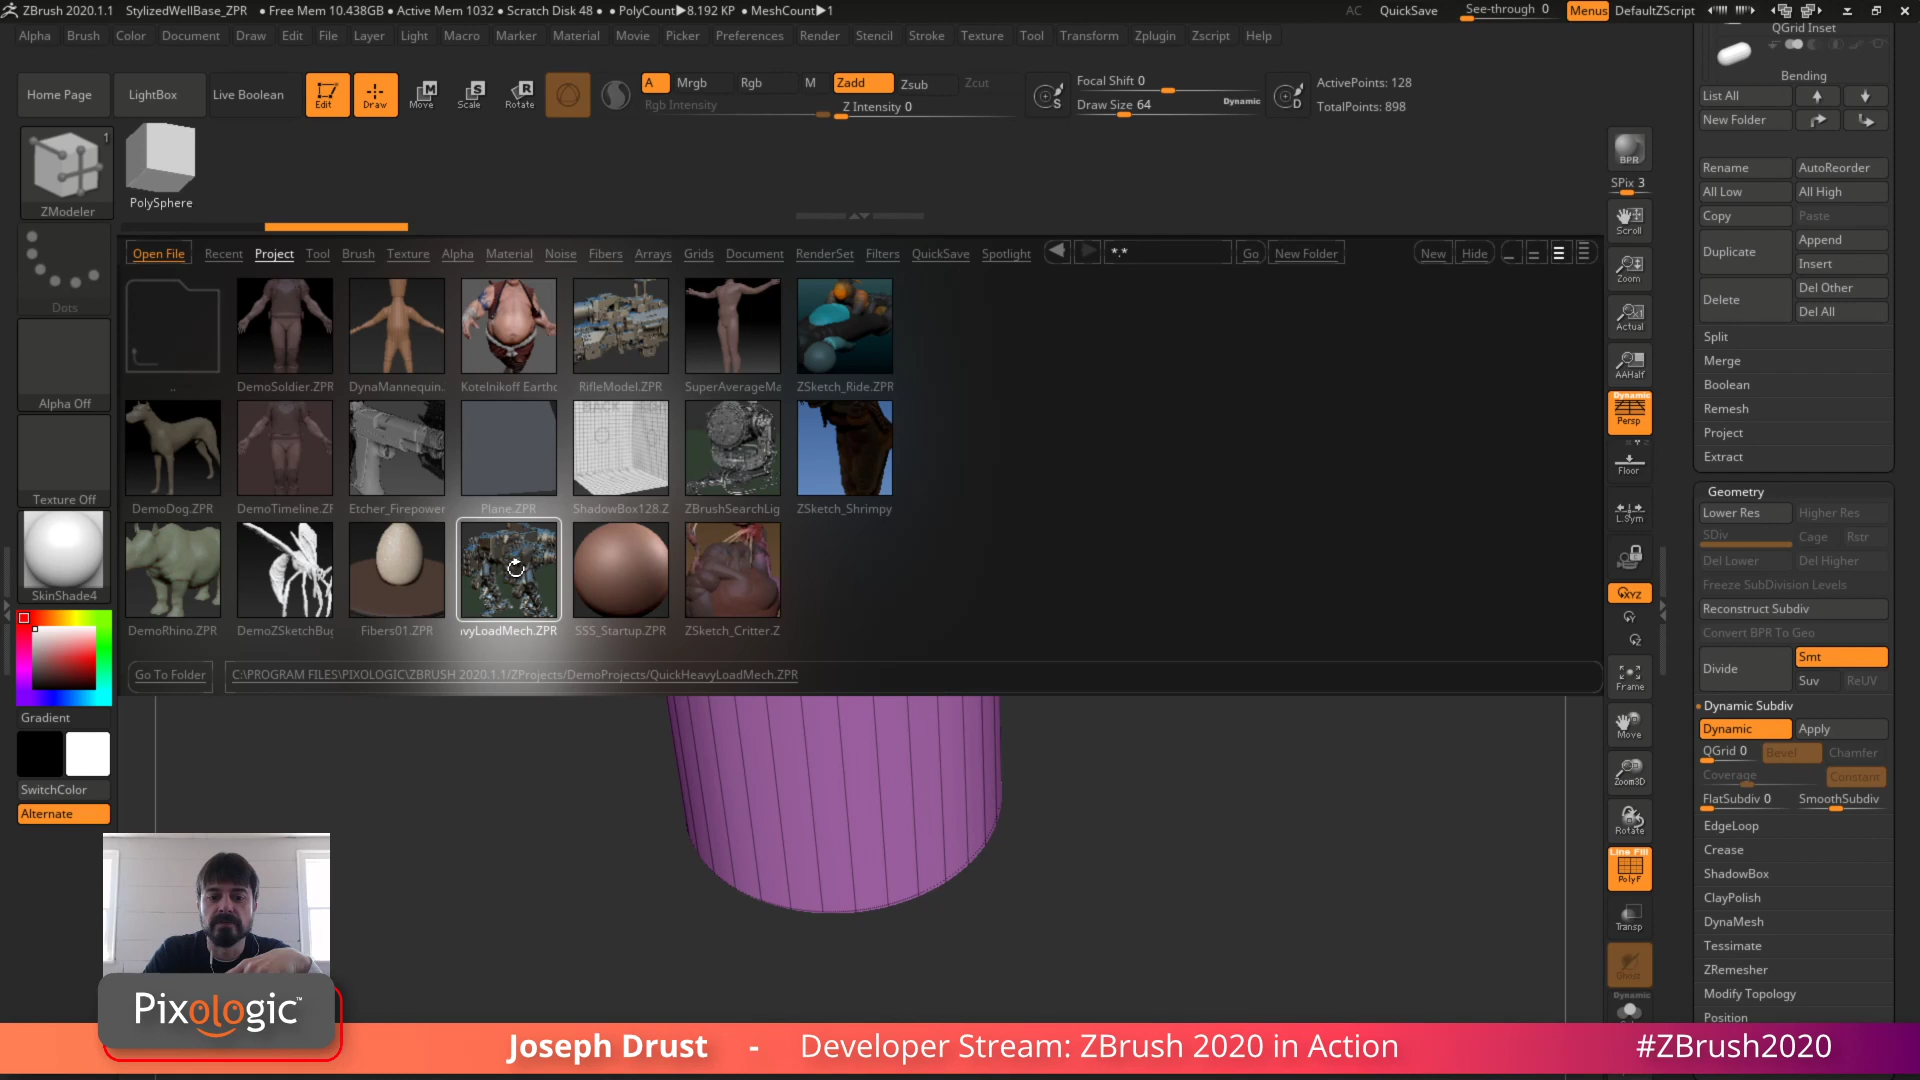 ZBrush 2020.1.1 StylizedWellBase_ZPR • Free Mem 10.438GB • Active Mem 1032 • Scratch Disk 48 • • PolyCount▶8.192 KP • MeshCount▶1 AC QuickSave See-through 0 Menus DefaultZScript
Alpha Brush Color Document Draw Edit File Layer Light Macro Marker Material Movie Picker Preferences Render Stencil Stroke Texture Tool Transform Zplugin Zscript Help
Home Page LightBox Live Boolean Edit Draw Move Scale Rotate
A Mrgb Rgb M Zadd Zsub Zcut
Rgb Intensity Z Intensity 0
Focal Shift 0
Draw Size 64 Dynamic
S D
ActivePoints: 128
TotalPoints: 898
1
ZModeler
PolySphere
Dots
Alpha Off
Texture Off
SkinShade4
Gradient
SwitchColor
Alternate
Open File Recent Project Tool Brush Texture Alpha Material Noise Fibers Arrays Grids Document RenderSet Filters QuickSave Spotlight *.* Go New Folder New Hide
.. DemoSoldier.ZPR DynaMannequin. Kotelnikoff Earthc RifleModel.ZPR SuperAverageMa ZSketch_Ride.ZPR
DemoDog.ZPR DemoTimeline.ZF Etcher_Firepower Plane.ZPR ShadowBox128.Z ZBrushSearchLig ZSketch_Shrimpy
DemoRhino.ZPR DemoZSketchBug Fibers01.ZPR vyLoadMech.ZPR SSS_Startup.ZPR ZSketch_Critter.Z
Go To Folder C:\PROGRAM FILES\PIXOLOGIC\ZBRUSH 2020.1.1/ZProjects/DemoProjects/QuickHeavyLoadMech.ZPR
BPR
SPix 3
Scroll
Zoom
Actual
AAHalf
Dynamic
Persp
Floor
L.Sym
XYZ
Frame
Move
Zoom3D
Rotate
Line Fill
PolyF
Transp
Ghost
Dynamic
QGrid Inset
Bending
List All
New Folder
Rename AutoReorder
All Low All High
Copy Paste
Duplicate Append
Insert
Delete Del Other
Del All
Split
Merge
Boolean
Remesh
Project
Extract
Geometry
Lower Res Higher Res
SDiv Cage Rstr
Del Lower Del Higher
Freeze SubDivision Levels
Reconstruct Subdiv
Convert BPR To Geo
Divide Smt
Suv ReUV
Dynamic Subdiv
Dynamic Apply
QGrid 0 Bevel Chamfer
Coverage Constant
FlatSubdiv 0 SmoothSubdiv
EdgeLoop
Crease
ShadowBox
ClayPolish
DynaMesh
Tessimate
ZRemesher
Modify Topology
Position
Pixologic™
Joseph Drust - Developer Stream: ZBrush 2020 in Action #ZBrush2020